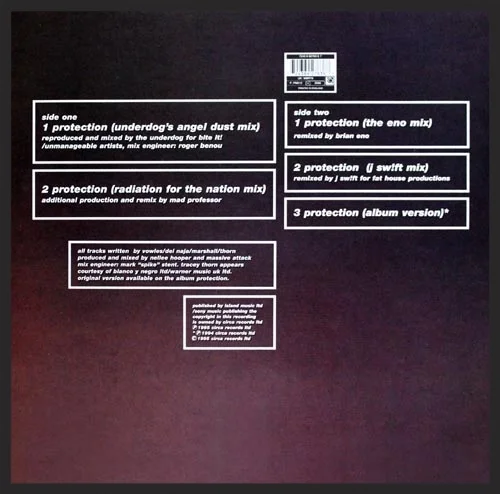 side one
1 protection (underdog's angel dust mix)
reproduced and mixed by the underdog for bite it!
/unmanageable artists, mix engineer: roger benou
2 protection (radiation for the nation mix)
additional production and remix by mad professor
side two
1 protection (the eno mix)
remixed by brian eno
2 protection (j sw!ft mix)
remixed by j sw!ft for fat house productions
3 protection (album version)*
all tracks written by vowles/del naja/marshall/thorn
produced and mixed by nellee hooper and massive attack
mix engineer: mark "spike" stent. tracey thorn appears
courtesy of blanco y negro ltd/warner music uk ltd.
original version available on the album protection.
published by island music ltd
/sony music publishing the
copyright in this recording
is owned by circa records ltd
℗ 1995 circa records ltd
* ℗ 1994 circa records ltd
© 1995 circa records ltd